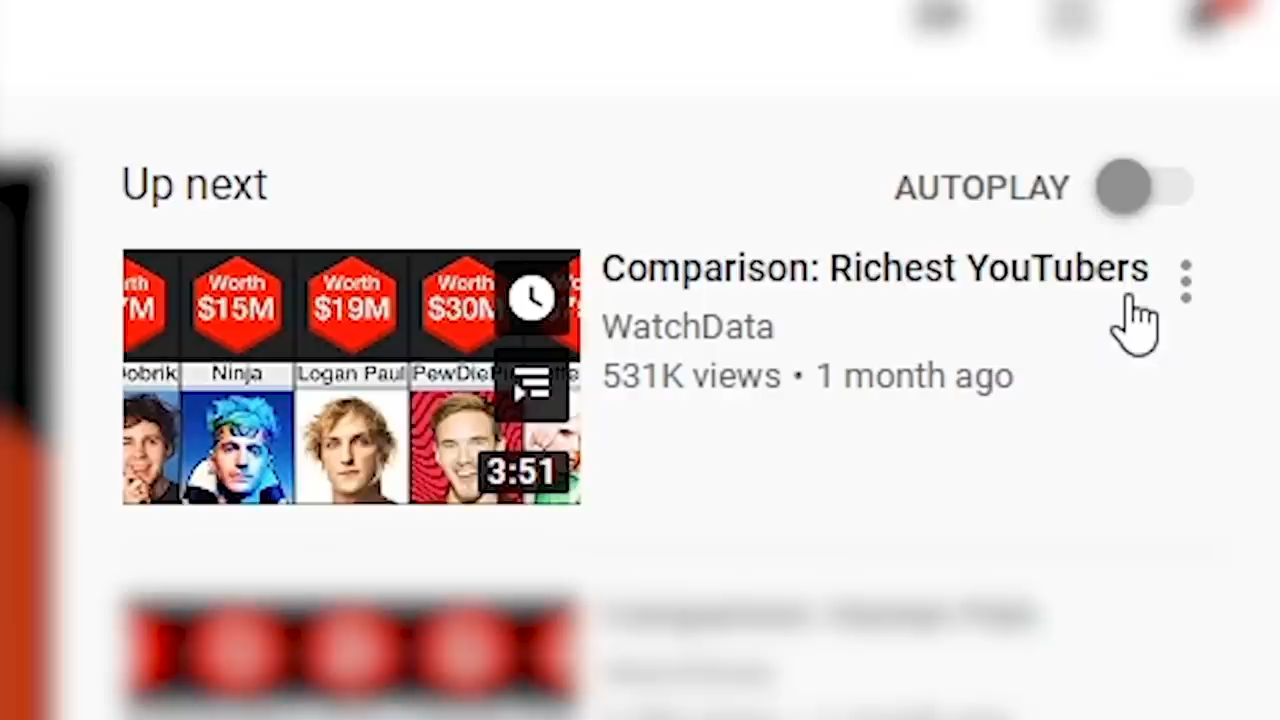 Up next
AUTOPLAY
Worth
$15M
Worth
$19M
$30M
Ninja
Logan Paul
3:51
Comparison: Richest YouTubers
WatchData
531K views • 1 month ago